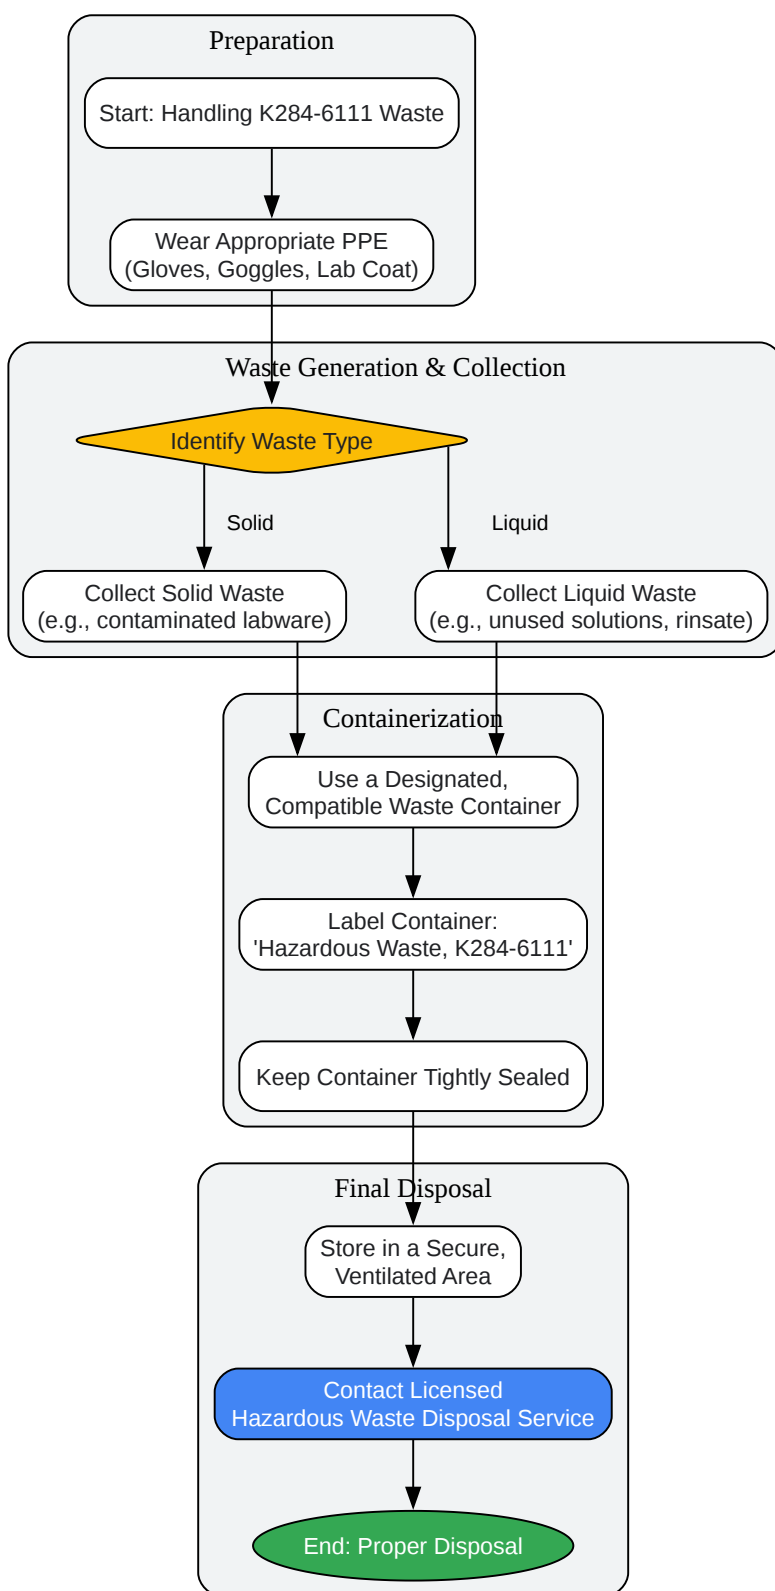 Preparation
Start: Handling K284-6111 Waste
Wear Appropriate PPE
(Gloves, Goggles, Lab Coat)
Waste Generation & Collection
Identify Waste Type
Solid
Liquid
Collect Solid Waste
(e.g., contaminated labware)
Collect Liquid Waste
(e.g., unused solutions, rinsate)
Containerization
Use a Designated,
Compatible Waste Container
Label Container:
'Hazardous Waste, K284-6111'
Keep Container Tightly Sealed
Final Disposal
Store in a Secure,
Ventilated Area
Contact Licensed
Hazardous Waste Disposal Service
End: Proper Disposal